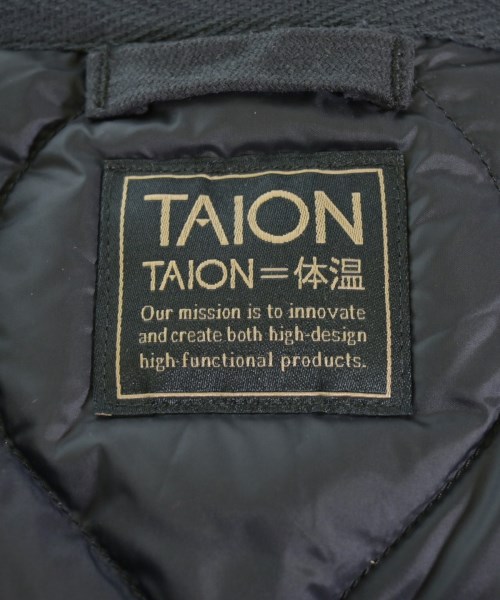 TAION
TAION=体温
Our mission is to innovate
and create both high-design
high-functional products.